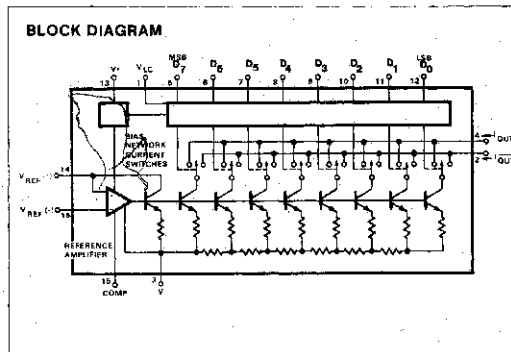 BLOCK DIAGRAM
MSB LSB
V+ VLC D7 D6 D5 D4 D3 D2 D1 D0
13 1 5 6 7 8 9 10 11 12
BIAS
NETWORK
CURRENT
SWITCHES
4 IOUT
2 IOUT
14
VREF(+)
VREF(-)
15
REFERENCE
AMPLIFIER
16 3
COMP V